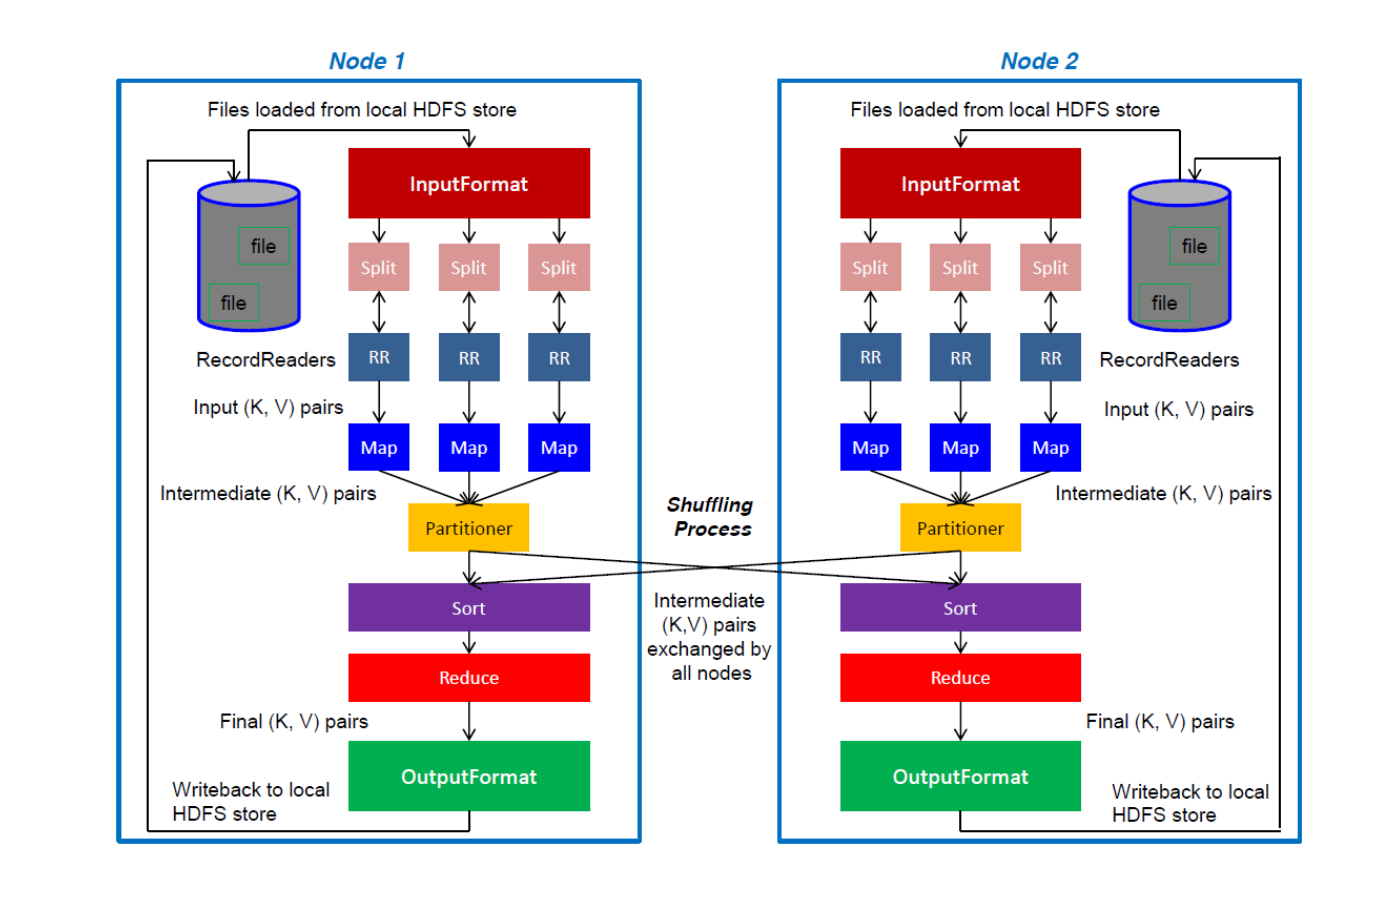 Node 1
Files loaded from local HDFS store
InputFormat
file
file
Split Split Split
RecordReaders
RR RR RR
Input (K, V) pairs
Map Map Map
Intermediate (K, V) pairs
Partitioner
Sort
Reduce
Final (K, V) pairs
OutputFormat
Writeback to local
HDFS store
Shuffling
Process
Intermediate
(K,V) pairs
exchanged by
all nodes
Node 2
Files loaded from local HDFS store
InputFormat
file
file
Split Split Split
RR RR RR
RecordReaders
Input (K, V) pairs
Map Map Map
Intermediate (K, V) pairs
Partitioner
Sort
Reduce
Final (K, V) pairs
OutputFormat
Writeback to local
HDFS store